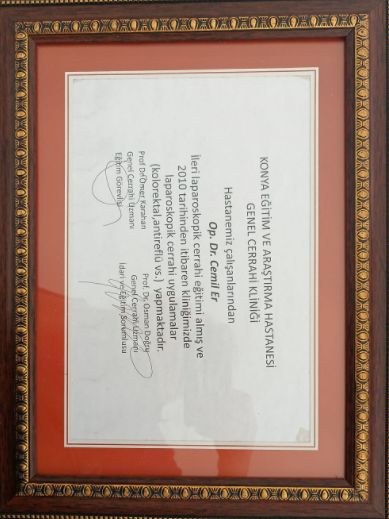 KONYA EĞİTİM VE ARAŞTIRMA HASTANESİ
GENEL CERRAHİ KLİNİĞİ
Hastanemiz çalışanlarından
Op. Dr. Cemil Er
İleri laparoskopik cerrahi eğitimi almış ve
2010 tarihinden itibaren kliniğimizde
laparoskopik cerrahi uygulamalar
(kolorektal,antireflü vs.) yapmaktadır.
Prof Dr Ömer Karahan
Genel Cerrahi Uzmanı
Eğitim Görevlisi
Prof. Dr. Osman Doğru
Genel Cerrahi Uzmanı
İdari ve Eğitim Sorumlusu